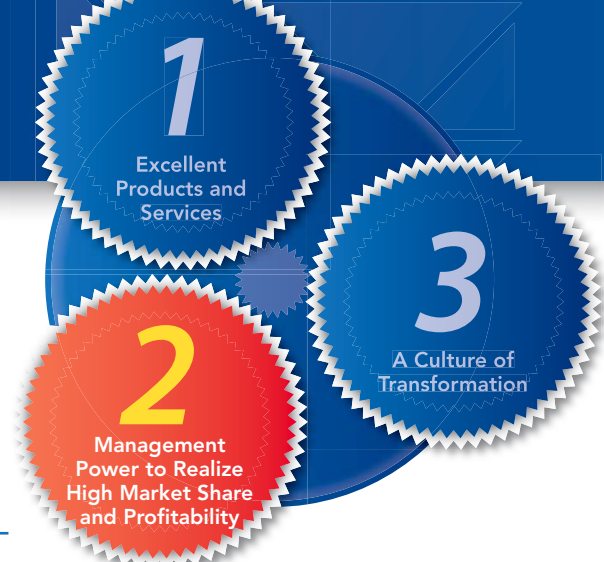 1
Excellent
Products and
Services
2
Management
Power to Realize
High Market Share
and Profitability
3
A Culture of
Transformation